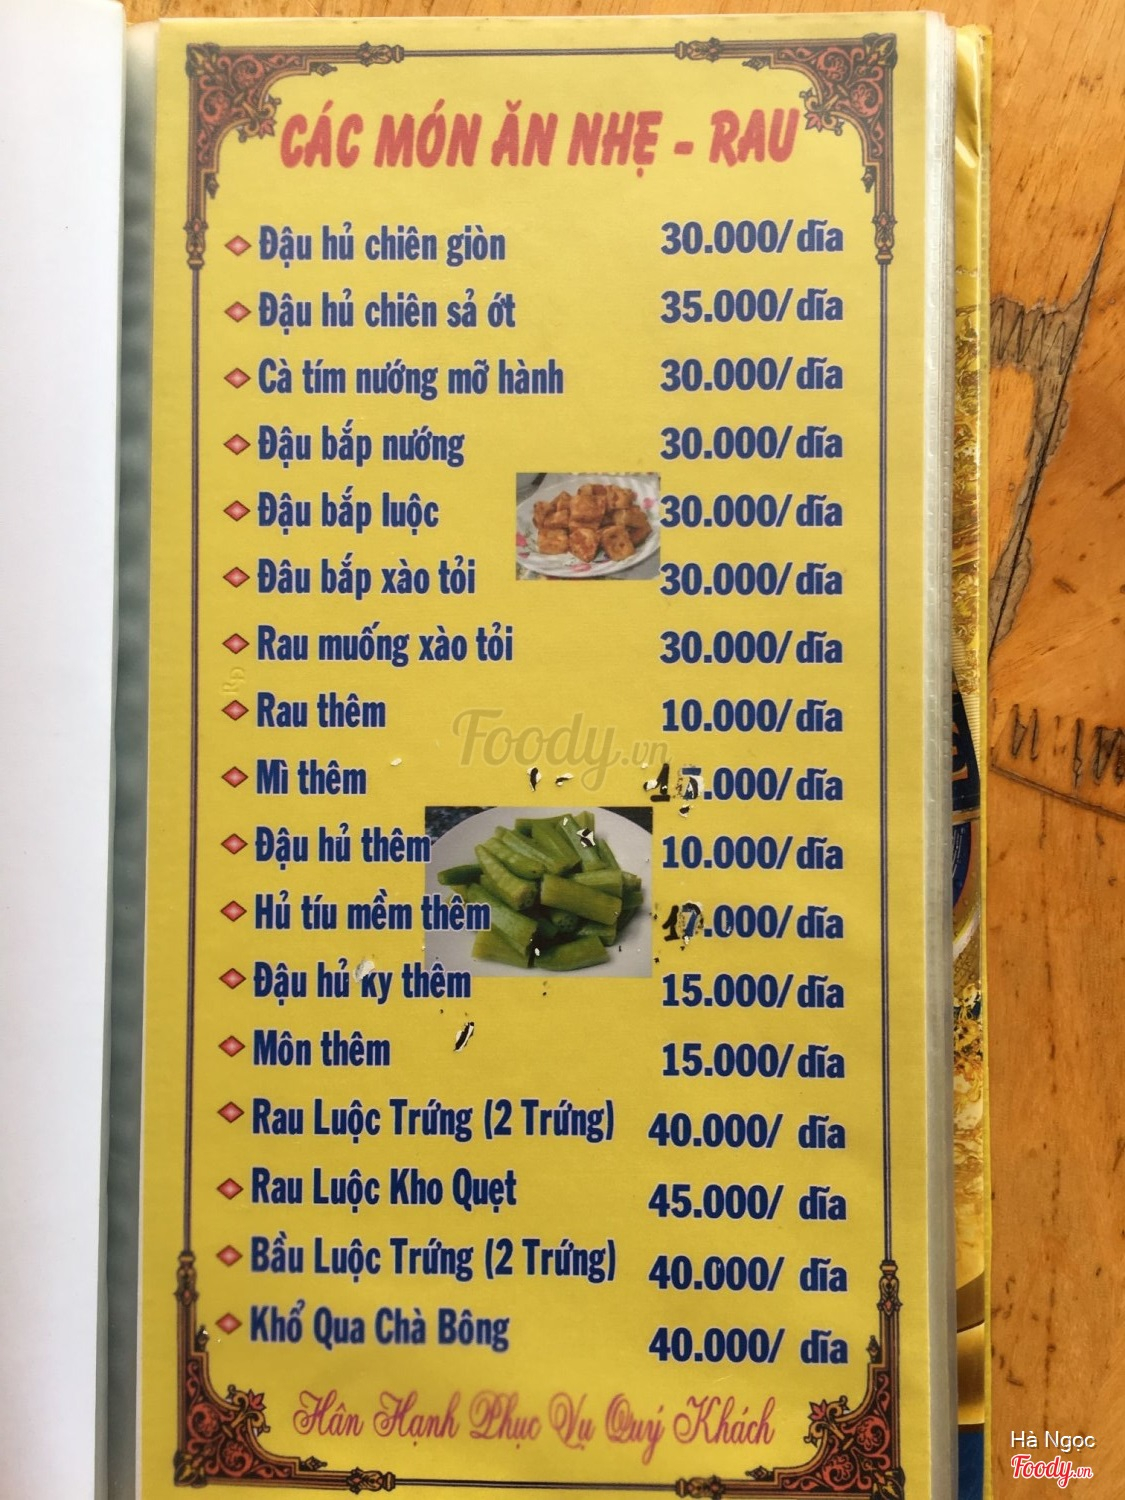 CÁC MÓN ĂN NHẸ - RAU
Đậu hủ chiên giòn 30.000/dĩa
Đậu hủ chiên sả ớt 35.000/dĩa
Cà tím nướng mỡ hành 30.000/dĩa
Đậu bắp nướng 30.000/dĩa
Đậu bắp luộc 30.000/dĩa
Đâu bắp xào tỏi 30.000/dĩa
Rau muống xào tỏi 30.000/dĩa
Rau thêm 10.000/dĩa
Foody.vn
Mì thêm 15.000/dĩa
Đậu hủ thêm 10.000/dĩa
Hủ tíu mềm thêm .000/dĩa
Đậu hủ ky thêm 15.000/dĩa
Môn thêm 15.000/dĩa
Rau Luộc Trứng (2 Trứng) 40.000/ dĩa
Rau Luộc Kho Quẹt 45.000/ dĩa
Bầu Luộc Trứng (2 Trứng) 40.000/ dĩa
Khổ Qua Chà Bông 40.000/ dĩa
Hân Hạnh Phục Vụ Quý Khách
Hà Ngọc
Foody.vn